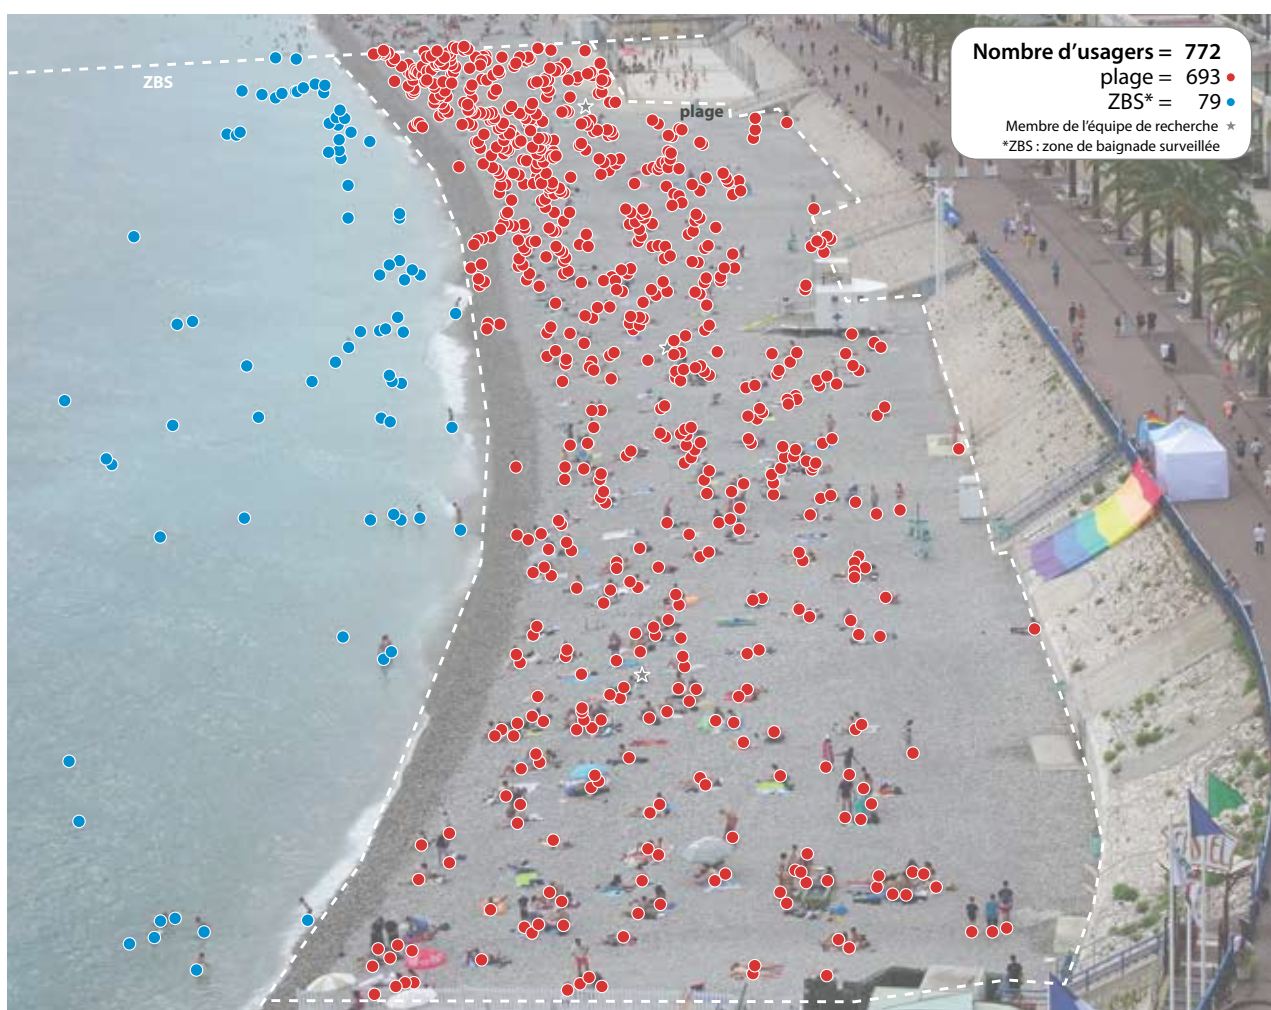 Nombre d’usagers = 772
plage = 693
ZBS* = 79
Membre de l’équipe de recherche
*ZBS : zone de baignade surveillée
ZBS
plage